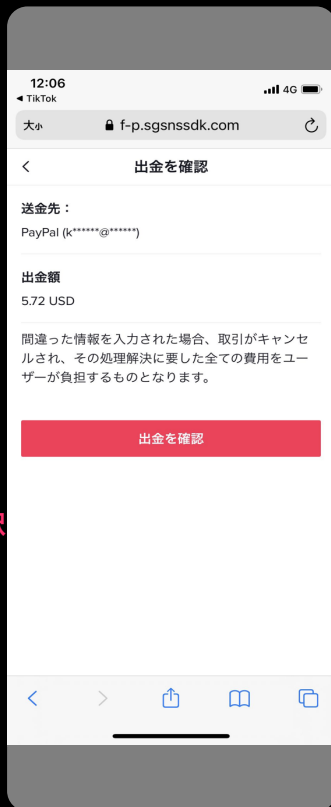 12:06
4G
◀ TikTok
大小
f-p.sgsnssdk.com
出金を確認
送金先：
PayPal (k******@******)
出金額
5.72 USD
間違った情報を入力された場合、取引がキャンセ
ルされ、その処理解決に要した全ての費用をユー
ザーが負担するものとなります。
出金を確認